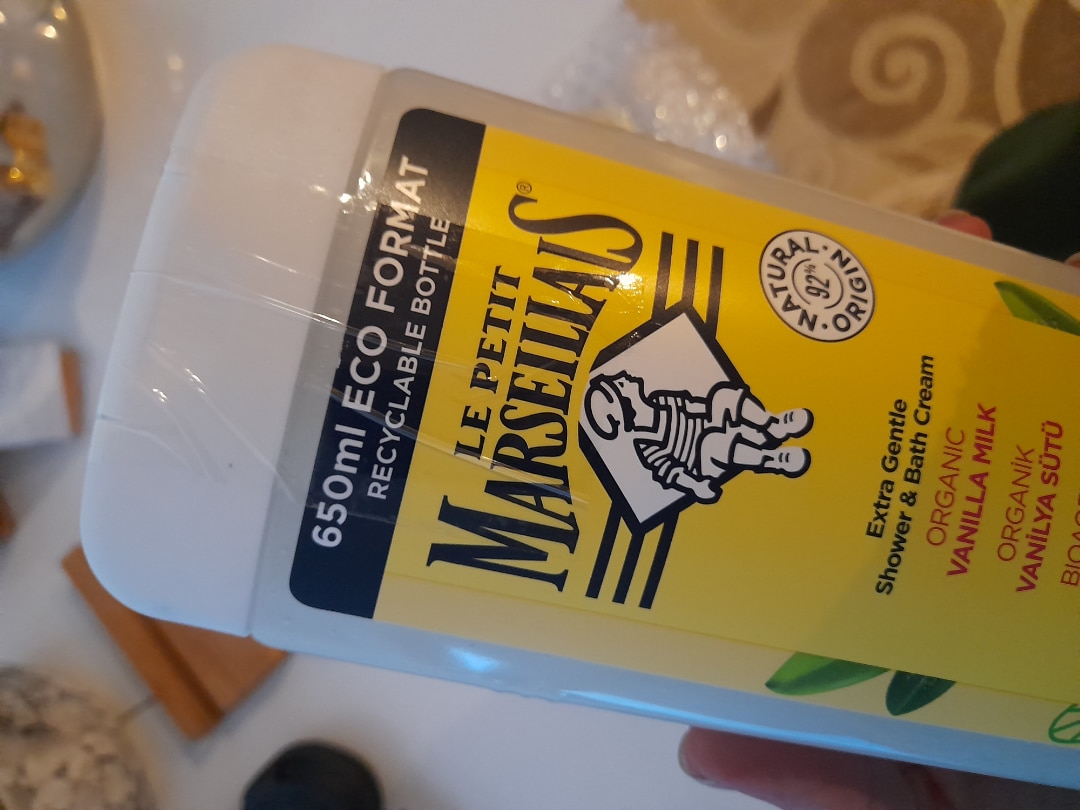 650ml ECO FORMAT
RECYCLABLE BOTTLE
LE PETIT
MARSEILLAIS®
NATURAL · ORIGIN ·
92%
Extra Gentle
Shower & Bath Cream
ORGANIC
VANILLA MILK
ORGANİK
VANİLYA SÜTÜ